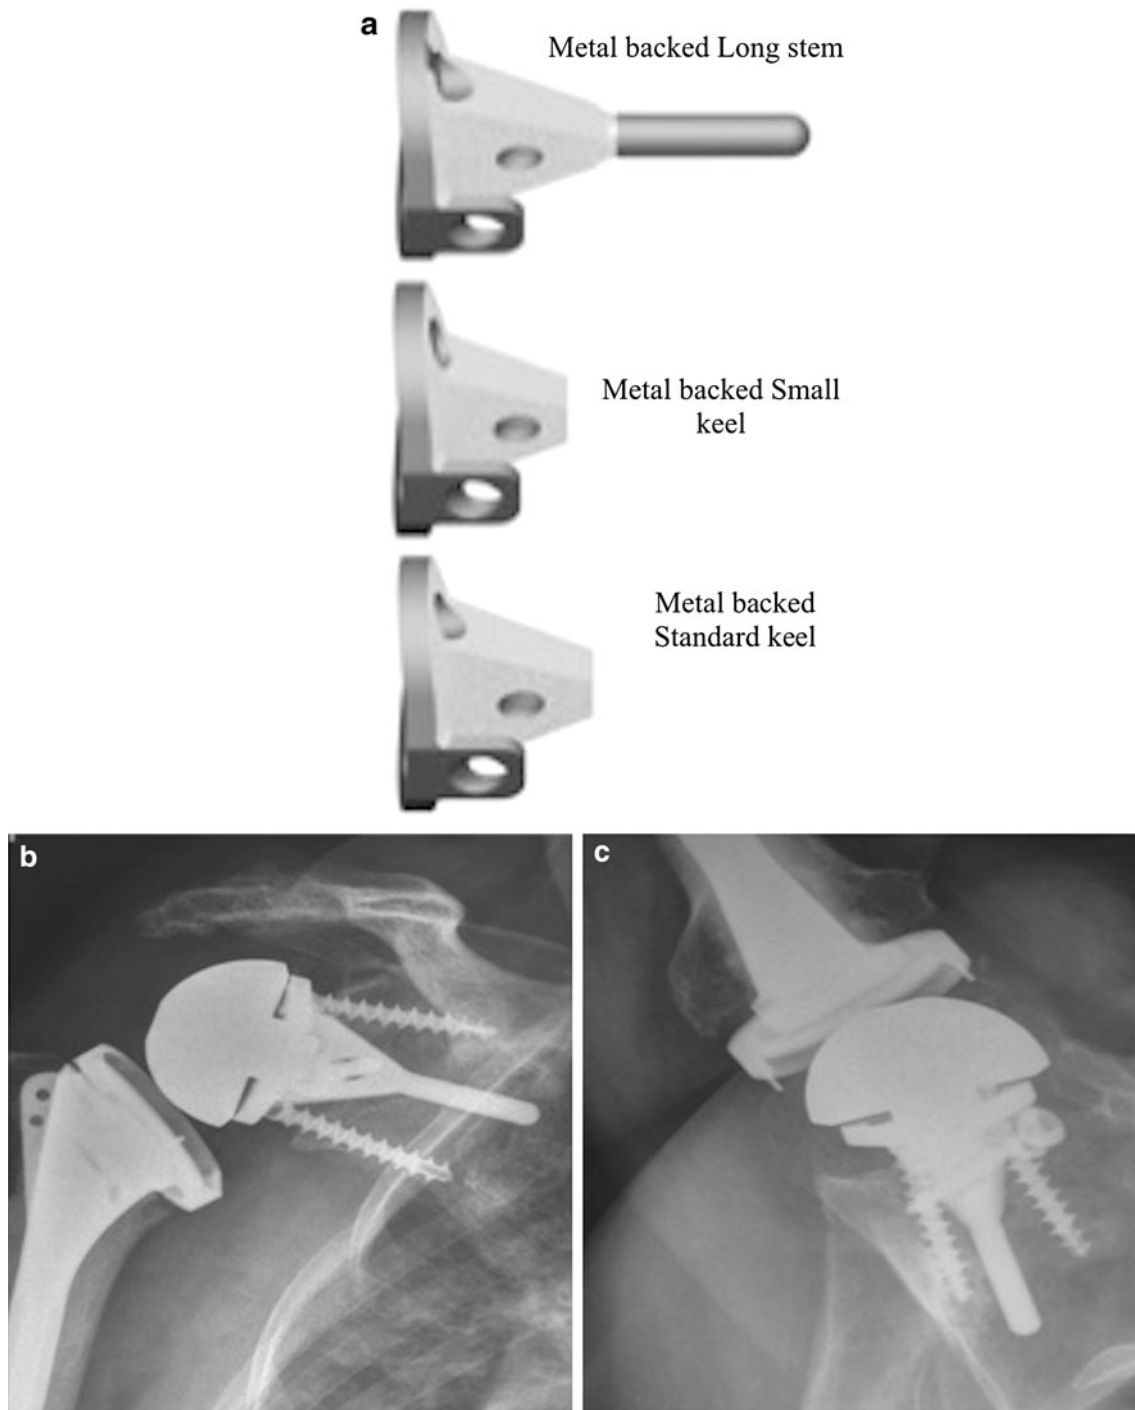 a
Metal backed Long stem
Metal backed Small
keel
Metal backed
Standard keel
b
c